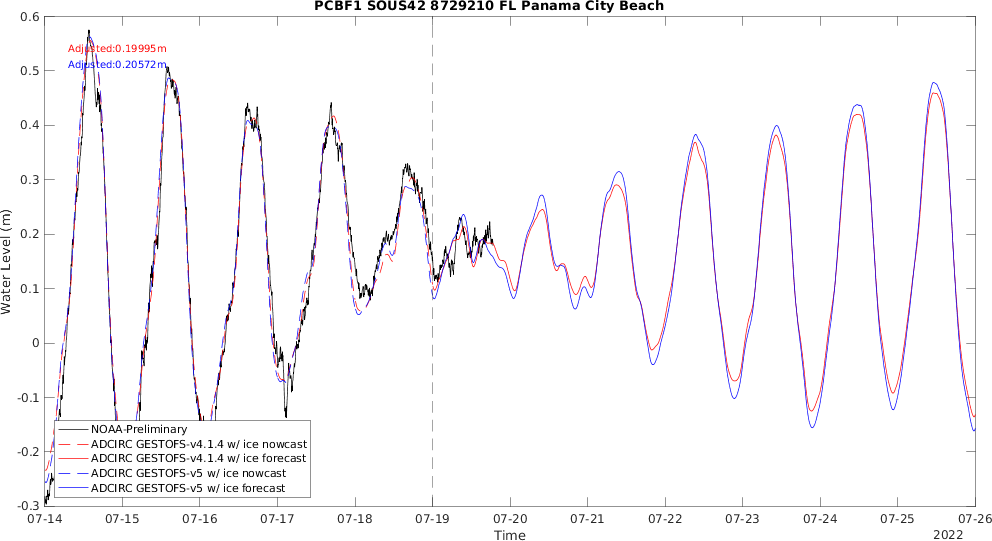 PCBF1 SOUS42 8729210 FL Panama City Beach
0.6
0.5
0.4
0.3
0.2
0.1
0
-0.1
-0.2
-0.3
Water Level (m)
Adjusted:0.19995m
Adjusted:0.20572m
NOAA-Preliminary
ADCIRC GESTOFS-v4.1.4 w/ ice nowcast
ADCIRC GESTOFS-v4.1.4 w/ ice forecast
ADCIRC GESTOFS-v5 w/ ice nowcast
ADCIRC GESTOFS-v5 w/ ice forecast
07-14 07-15 07-16 07-17 07-18 07-19 07-20 07-21 07-22 07-23 07-24 07-25 07-26
Time
2022